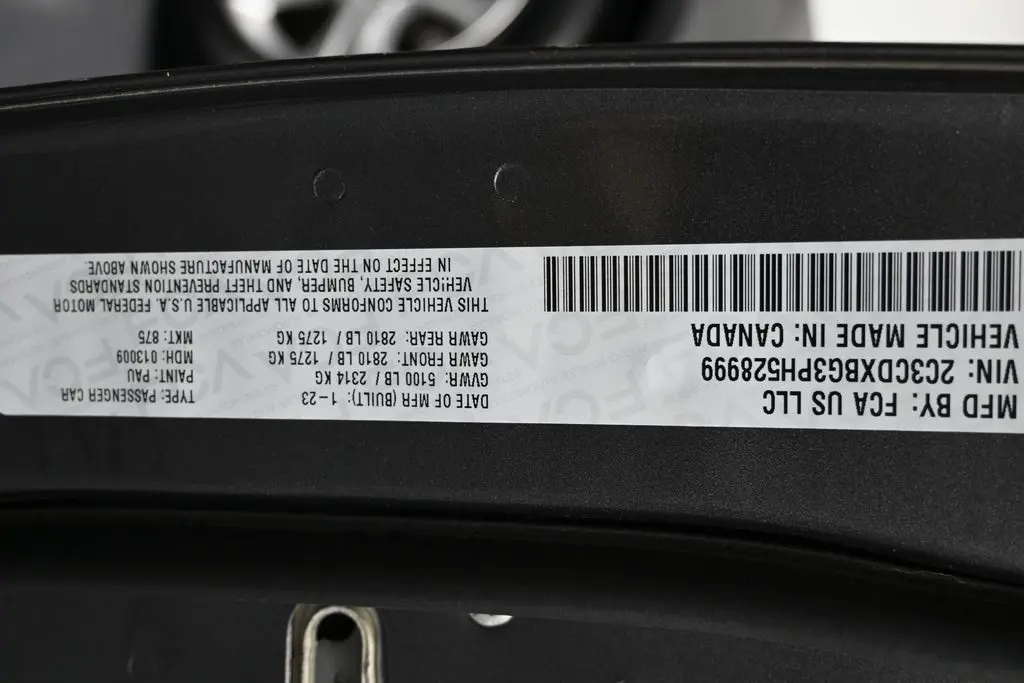 MFD BY: FCA US LLC
VIN: 2C3CDXBG3PH528999
VEHICLE MADE IN: CANADA
DATE OF MFR (BUILT): 1-23
GVWR: 5100 LB / 2314 KG
GAWR FRONT: 2810 LB / 1275 KG
GAWR REAR: 2810 LB / 1275 KG
TYPE: PASSENGER CAR
PAINT: PAU
MDH: 013009
MKT: 875
THIS VEHICLE CONFORMS TO ALL APPLICABLE U.S.A. FEDERAL MOTOR
VEHICLE SAFETY, BUMPER, AND THEFT PREVENTION STANDARDS
IN EFFECT ON THE DATE OF MANUFACTURE SHOWN ABOVE.